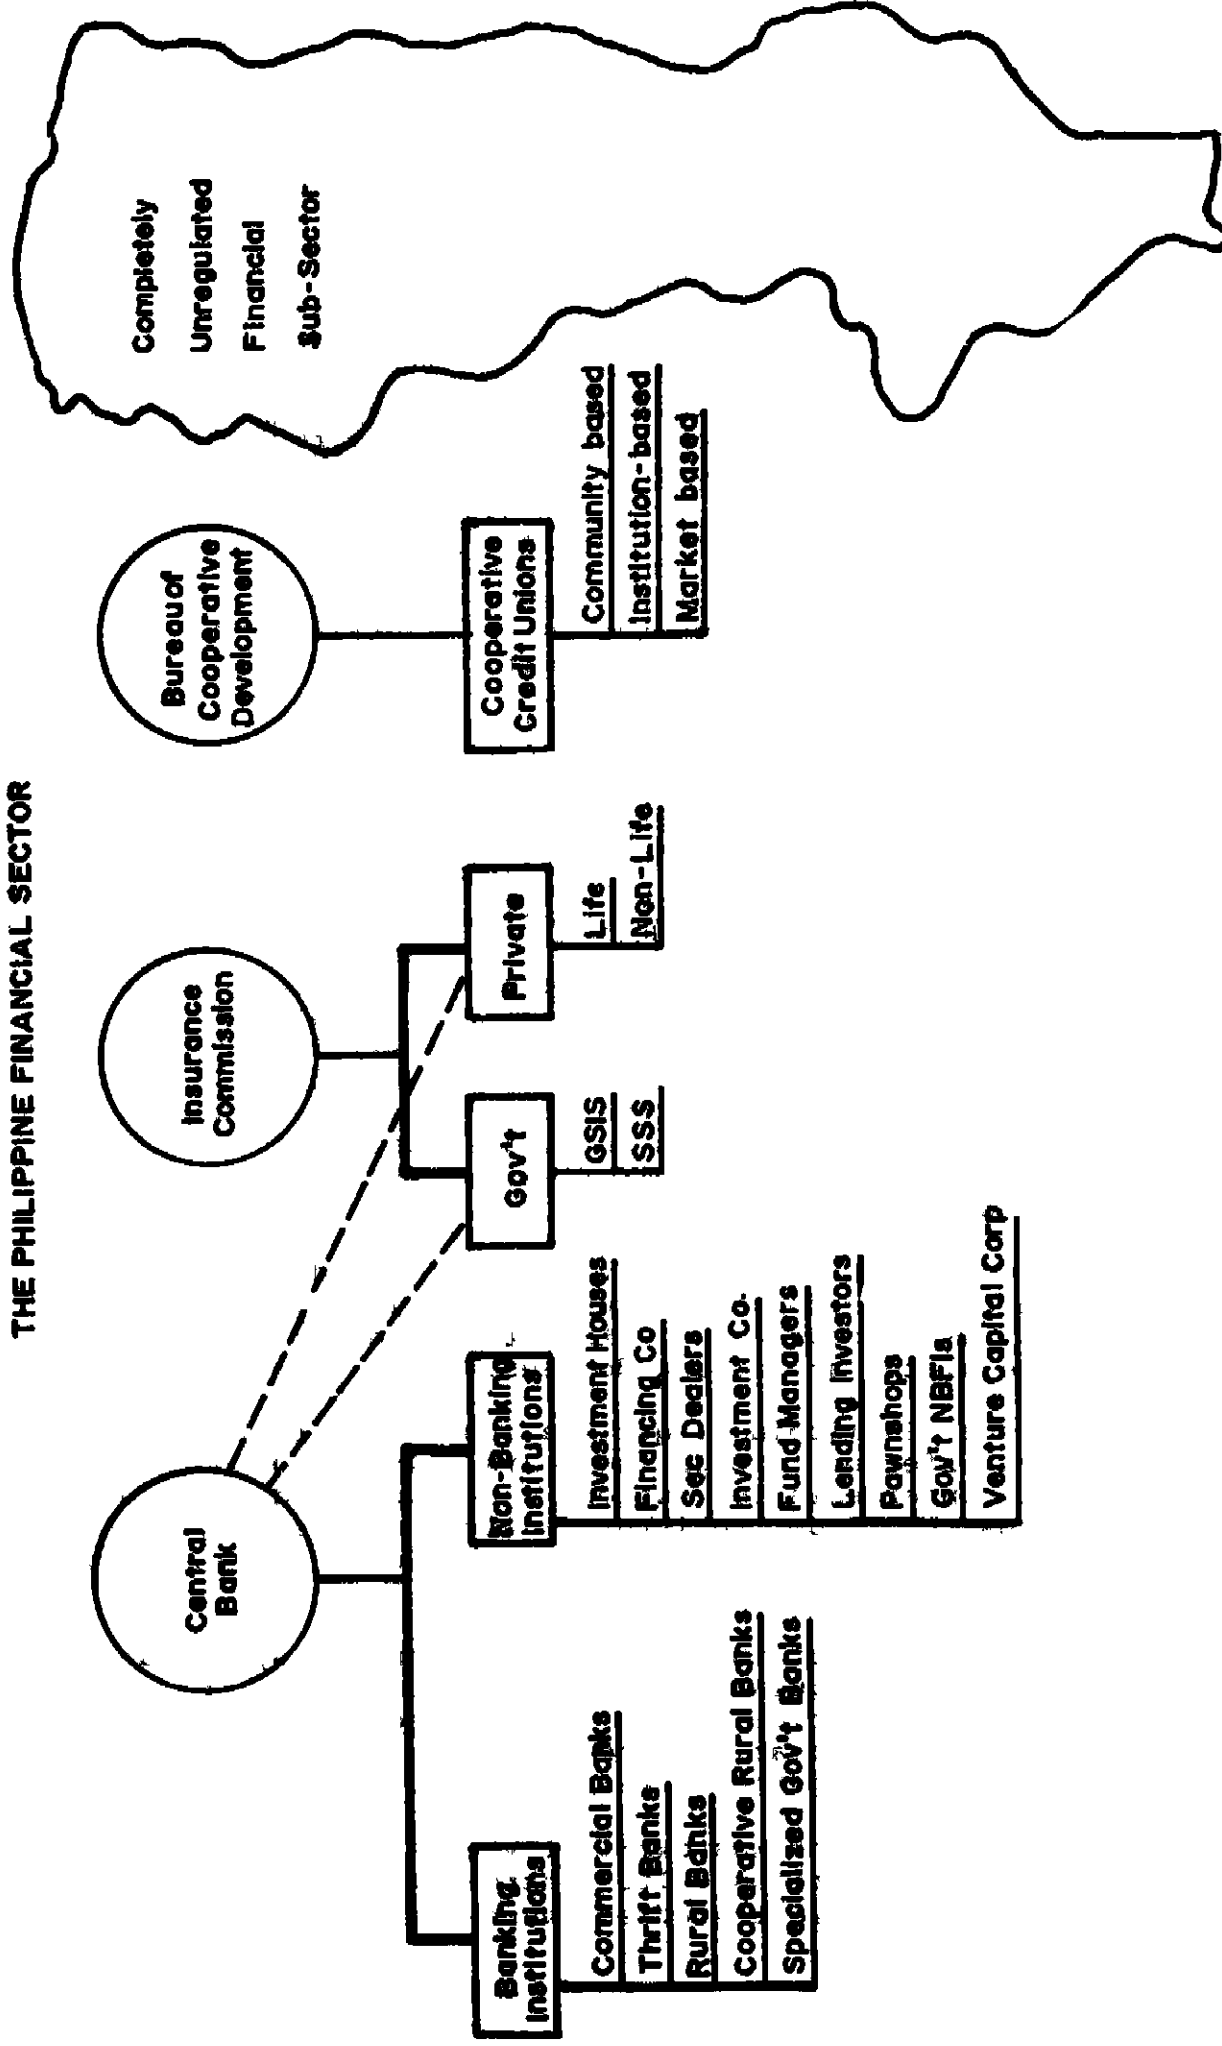 THE PHILIPPINE FINANCIAL SECTOR
Central
Bank
Insurance
Commission
Bureau of
Cooperative
Development
Completely
Unregulated
Financial
Sub-Sector
Banking
Institutions
Non-Banking
Institutions
Gov't
Private
Cooperative
Credit Unions
Commercial Banks
Thrift Banks
Rural Banks
Cooperative Rural Banks
Specialized Gov't Banks
Investment Houses
Financing Co
Sec Dealers
Investment Co.
Fund Managers
Lending Investors
Pawnshops
Gov't NBFIs
Venture Capital Corp
GSIS
SSS
Life
Non-Life
Community based
Institution-based
Market based